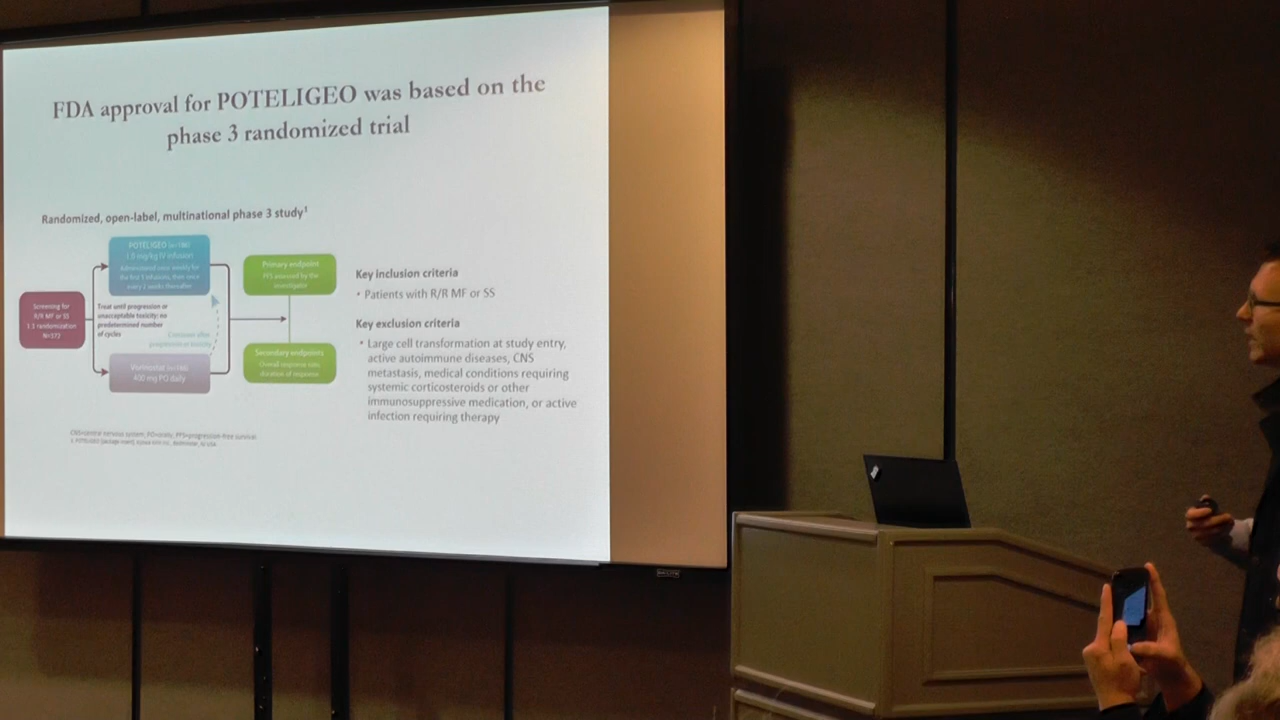 FDA approval for POTELIGEO was based on the
phase 3 randomized trial
Randomized, open-label, multinational phase 3 study1
Screening for
R/R MF or SS
1:1 randomization
N=372
POTELIGEO (n=186)
1.0 mg/kg IV infusion
Administered once weekly for
the first 5 infusions, then once
every 2 weeks thereafter
Treat until progression or
unacceptable toxicity; no
predetermined number
of cycles
Crossover after
progression or toxicity
Vorinostat (n=186)
400 mg PO daily
Primary endpoint
PFS assessed by the
investigator
Secondary endpoints
Overall response rate,
duration of response
Key inclusion criteria
• Patients with R/R MF or SS
Key exclusion criteria
• Large cell transformation at study entry,
active autoimmune diseases, CNS
metastasis, medical conditions requiring
systemic corticosteroids or other
immunosuppressive medication, or active
infection requiring therapy
CNS=central nervous system; PO=orally; PFS=progression-free survival.
1. POTELIGEO [package insert].